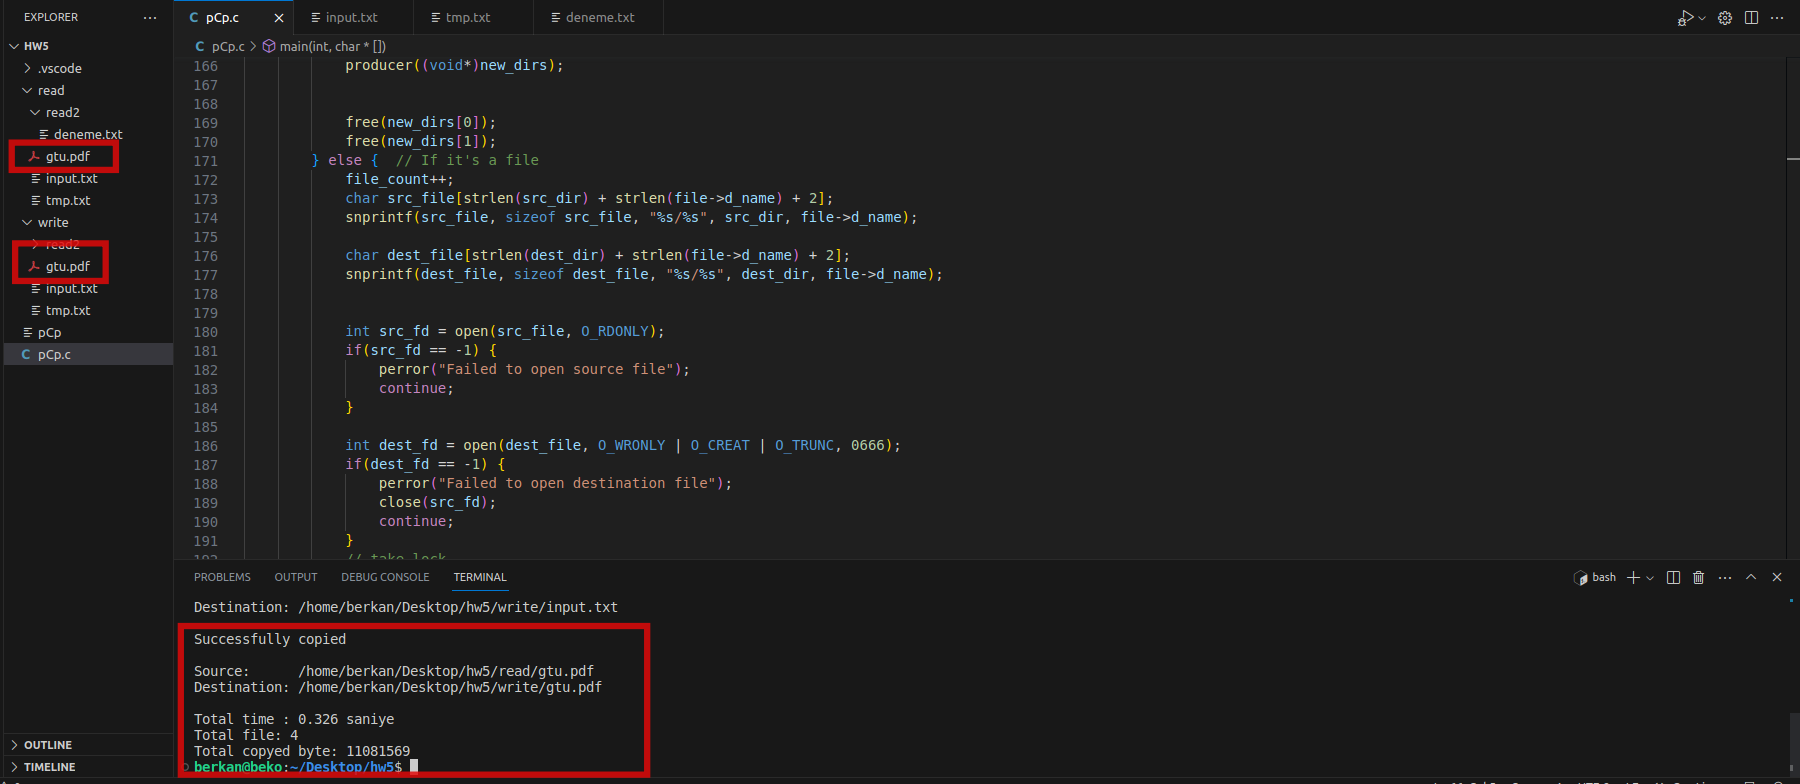 EXPLORER
pCp.c
input.txt
tmp.txt
deneme.txt
HW5
pCp.c > main(int, char * [])
.vscode
read
read2
deneme.txt
gtu.pdf
input.txt
tmp.txt
write
read2
gtu.pdf
input.txt
tmp.txt
pCp
pCp.c
OUTLINE
TIMELINE
166 producer((void*)new_dirs);
167
168
169 free(new_dirs[0]);
170 free(new_dirs[1]);
171 } else {  // If it's a file
172 file_count++;
173 char src_file[strlen(src_dir) + strlen(file->d_name) + 2];
174 snprintf(src_file, sizeof src_file, "%s/%s", src_dir, file->d_name);
175
176 char dest_file[strlen(dest_dir) + strlen(file->d_name) + 2];
177 snprintf(dest_file, sizeof dest_file, "%s/%s", dest_dir, file->d_name);
178
179
180 int src_fd = open(src_file, O_RDONLY);
181 if(src_fd == -1) {
182 perror("Failed to open source file");
183 continue;
184 }
185
186 int dest_fd = open(dest_file, O_WRONLY | O_CREAT | O_TRUNC, 0666);
187 if(dest_fd == -1) {
188 perror("Failed to open destination file");
189 close(src_fd);
190 continue;
191 }
192 // take lock
PROBLEMS OUTPUT DEBUG CONSOLE TERMINAL
bash
Destination: /home/berkan/Desktop/hw5/write/input.txt
Successfully copied
Source: /home/berkan/Desktop/hw5/read/gtu.pdf
Destination: /home/berkan/Desktop/hw5/write/gtu.pdf
Total time : 0.326 saniye
Total file: 4
Total copyed byte: 11081569
berkan@beko:~/Desktop/hw5$